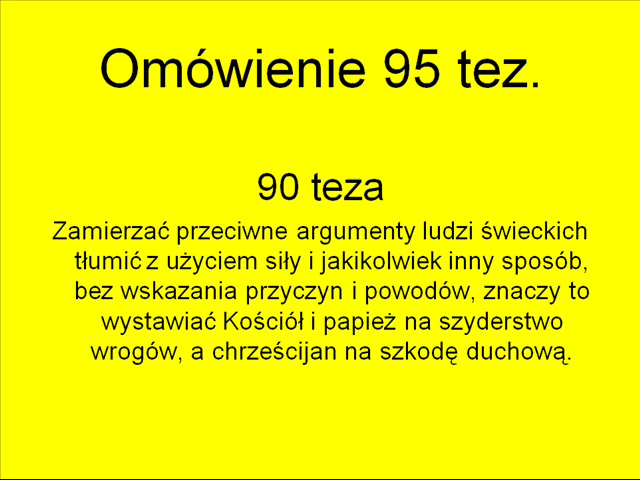 Omówienie 95 tez.
90 teza
Zamierzać przeciwne argumenty ludzi świeckich
tłumić z użyciem siły i jakikolwiek inny sposób,
bez wskazania przyczyn i powodów, znaczy to
wystawiać Kościół i papież na szyderstwo
wrogów, a chrześcijan na szkodę duchową.